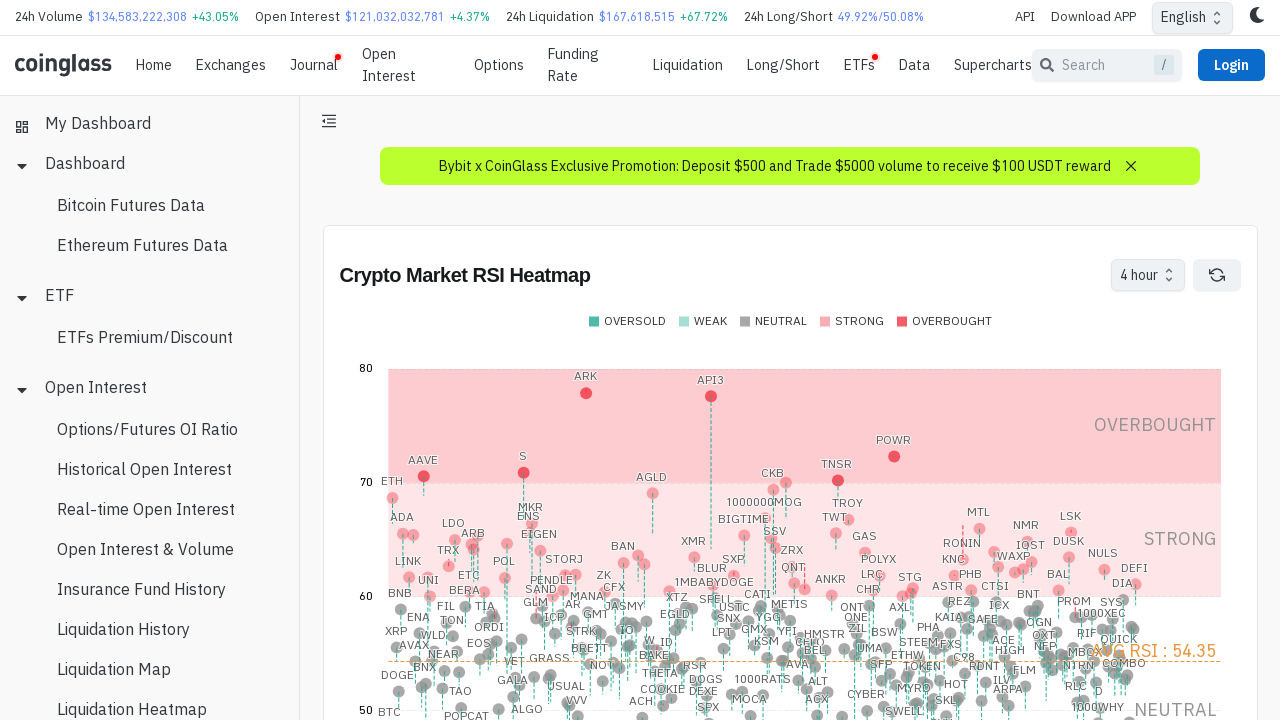 24h Volume $134,583,222,308 +43.05% Open Interest $121,032,032,781 +4.37% 24h Liquidation $167,618,515 +67.72% 24h Long/Short 49.92%/50.08% API Download APP English
coinglass Home Exchanges Journal Open Interest Options Funding Rate Liquidation Long/Short ETFs Data Supercharts Search / Login
My Dashboard
Dashboard
Bitcoin Futures Data
Ethereum Futures Data
ETF
ETFs Premium/Discount
Open Interest
Options/Futures OI Ratio
Historical Open Interest
Real-time Open Interest
Open Interest & Volume
Insurance Fund History
Liquidation History
Liquidation Map
Liquidation Heatmap
Bybit x CoinGlass Exclusive Promotion: Deposit $500 and Trade $5000 volume to receive $100 USDT reward
Crypto Market RSI Heatmap
4 hour
OVERSOLD WEAK NEUTRAL STRONG OVERBOUGHT
80
ARK API3
OVERBOUGHT
POWR
AAVE S TNSR
CKB
70 ETH AGLD
1000000MOG TROY
MKR
ADA ENS BIGTIME TWT MTL LSK
LDO ARB EIGEN SSV GAS NMR
STRONG
TRX BAN XMR ZRX RONIN IOST DUSK
LINK POL STORJ SXP POLYX KNC WAXP NULS
UNI ETC PENDLE ZK BLUR QNT LRC PHB BAL DEFI
BNB BERA SAND GFX 1MBABYDOGE ANKR CHR STG ASTR CTSI DIA
60
FIL TIA GLM AR MANA JASMY XTZ SPELL CATI METIS ONT AXL REZ ICX BNT PROM SYS
ENA TON ICP GMT EGLD USTC SNX YGG ONE KAIA SAFE OGN 1000XEC
XRP WLD ORDI STRK IO LPT GMX YFI ZIL PHA OXT RIF
AVAX EOS BRETT W ID KSM HMSTR BSW STEEM ACE NFP QUICK
NEAR YET GRASS NOT BAKE BEL UMA ETHW C98 HIGH
AVG RSI : 54.35
DOGE BNX GALA THETA RSR AVA SFP TOKEN FLM COMBO
TAO USUAL COOKIE DOGS 1000RATS ALT MYRO HOT ILV RLC
DEXE MOCA CYBER ARPA D
BTC POPCAT ALGO ACH SPX SWELL 1000WHY
50 NEUTRAL